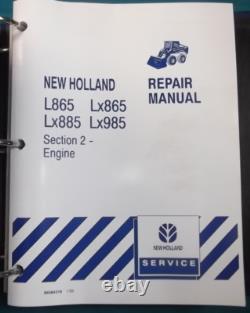 NEW HOLLAND
L865 Lx865
Lx885 Lx985
Section 2 -
Engine
REPAIR
MANUAL
NEW HOLLAND
SERVICE